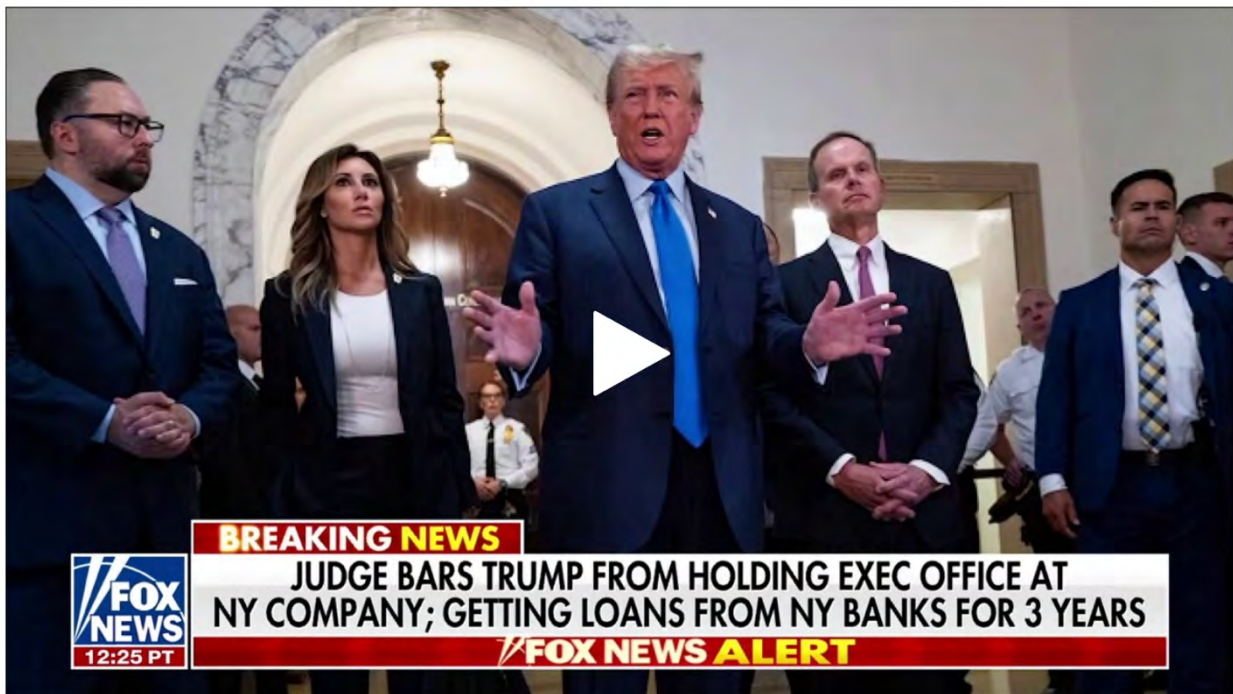 BREAKING NEWS
JUDGE BARS TRUMP FROM HOLDING EXEC OFFICE AT
NY COMPANY; GETTING LOANS FROM NY BANKS FOR 3 YEARS
FOX
NEWS
12:25 PT
FOX NEWS ALERT